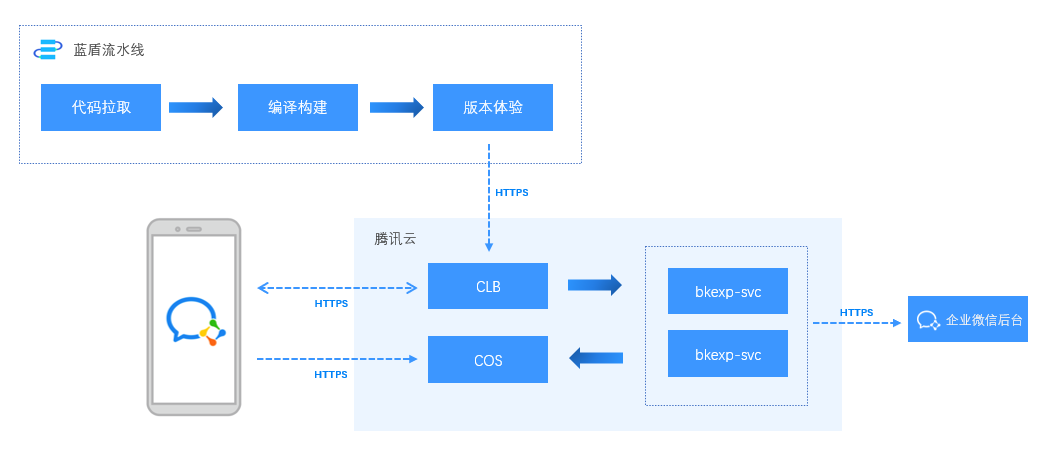 蓝盾流水线
代码拉取
编译构建
版本体验
HTTPS
腾讯云
CLB
bkexp-svc
HTTPS
HTTPS
企业微信后台
COS
bkexp-svc
HTTPS